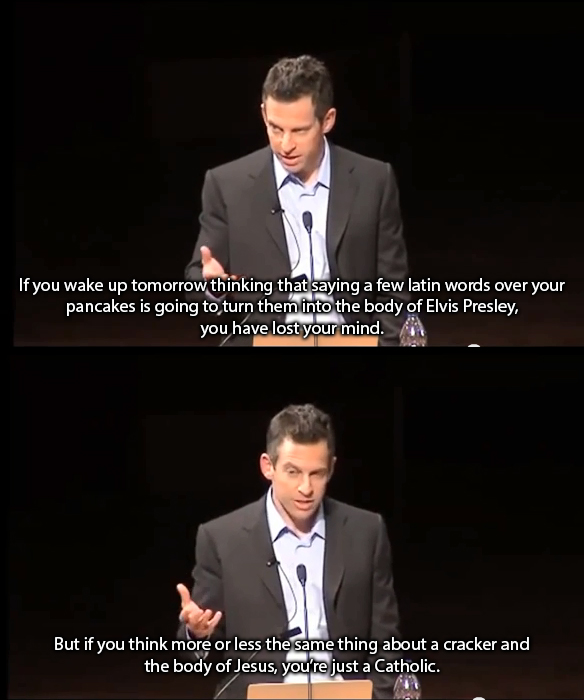 If you wake up tomorrow thinking that saying a few latin words over your
pancakes is going to turn them into the body of Elvis Presley,
you have lost your mind.
But if you think more or less the same thing about a cracker and
the body of Jesus, you're just a Catholic.